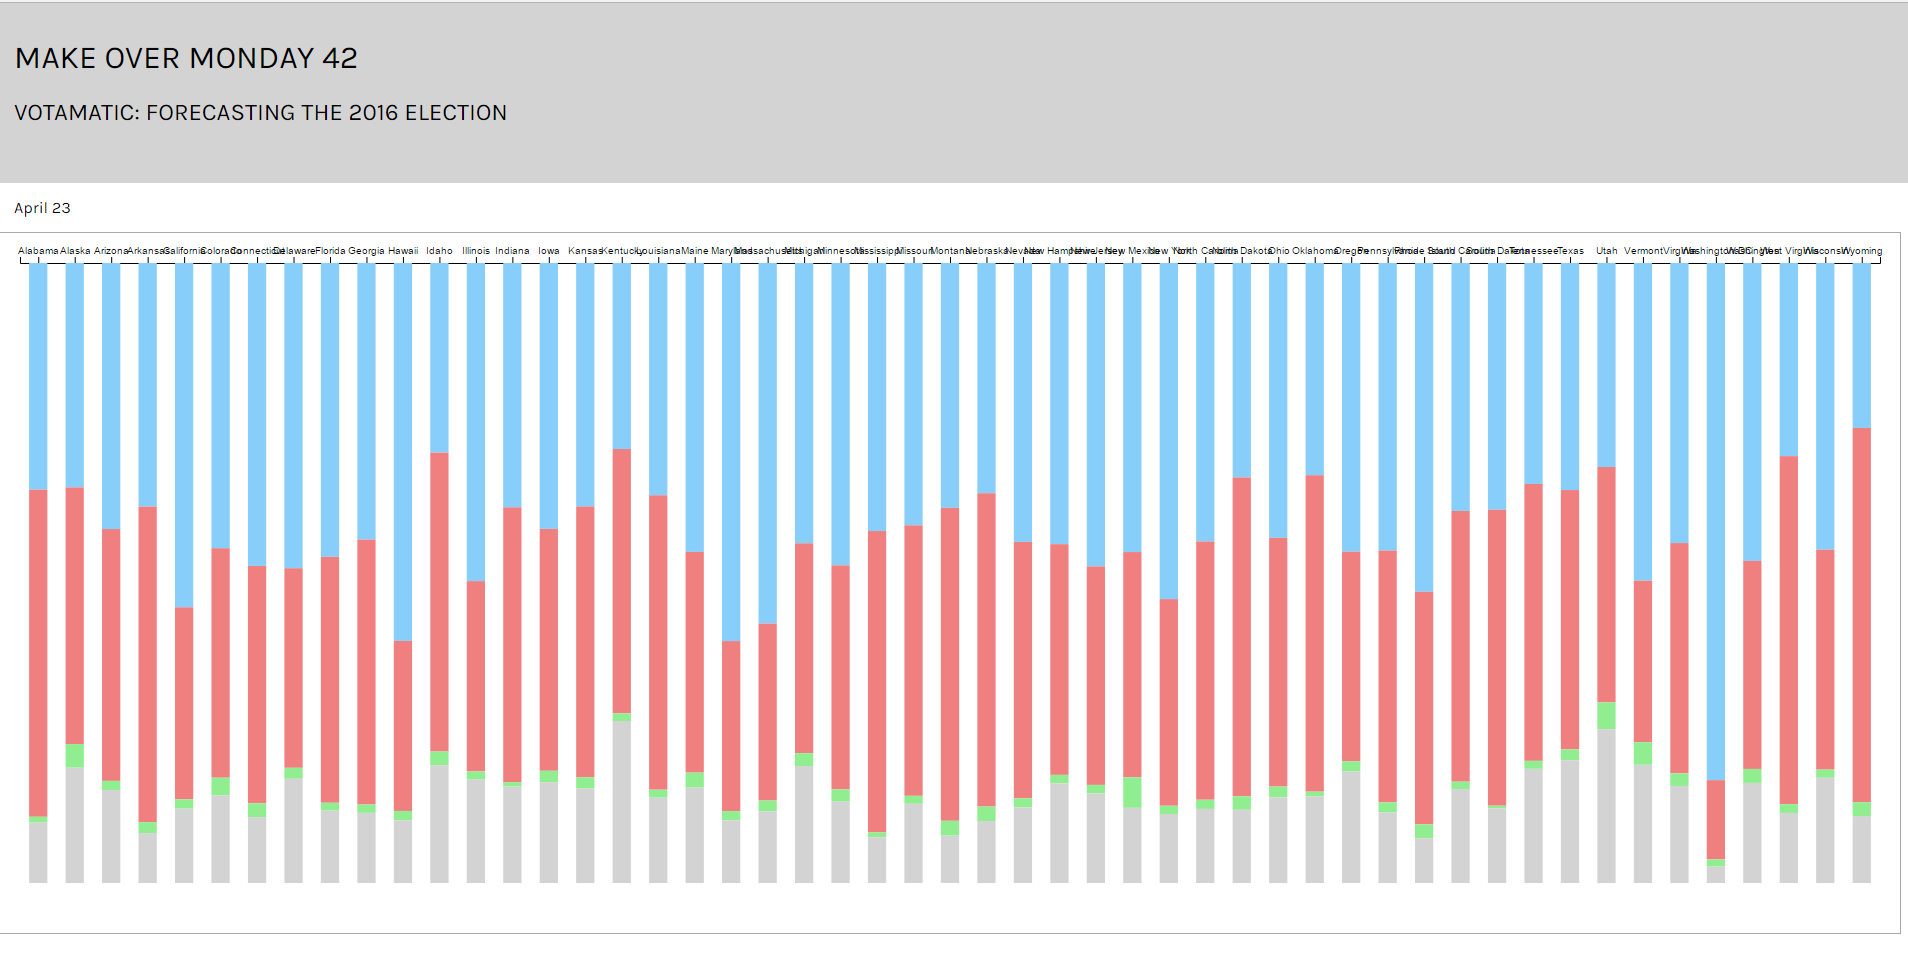 MAKE OVER MONDAY 42
VOTAMATIC: FORECASTING THE 2016 ELECTION
April 23
Alabama Alaska Arizona Arkansas California Colorado Connecticut Delaware Florida Georgia Hawaii Idaho Illinois Indiana Iowa Kansas Kentucky Louisiana Maine Maryland Massachusetts Michigan Minnesota Mississippi Missouri Montana Nebraska Nevada New Hampshire New Jersey New Mexico New York North Carolina North Dakota Ohio Oklahoma Oregon Pennsylvania Rhode Island South Carolina South Dakota Tennessee Texas Utah Vermont Virginia Washington DC Washington West Virginia Wisconsin Wyoming